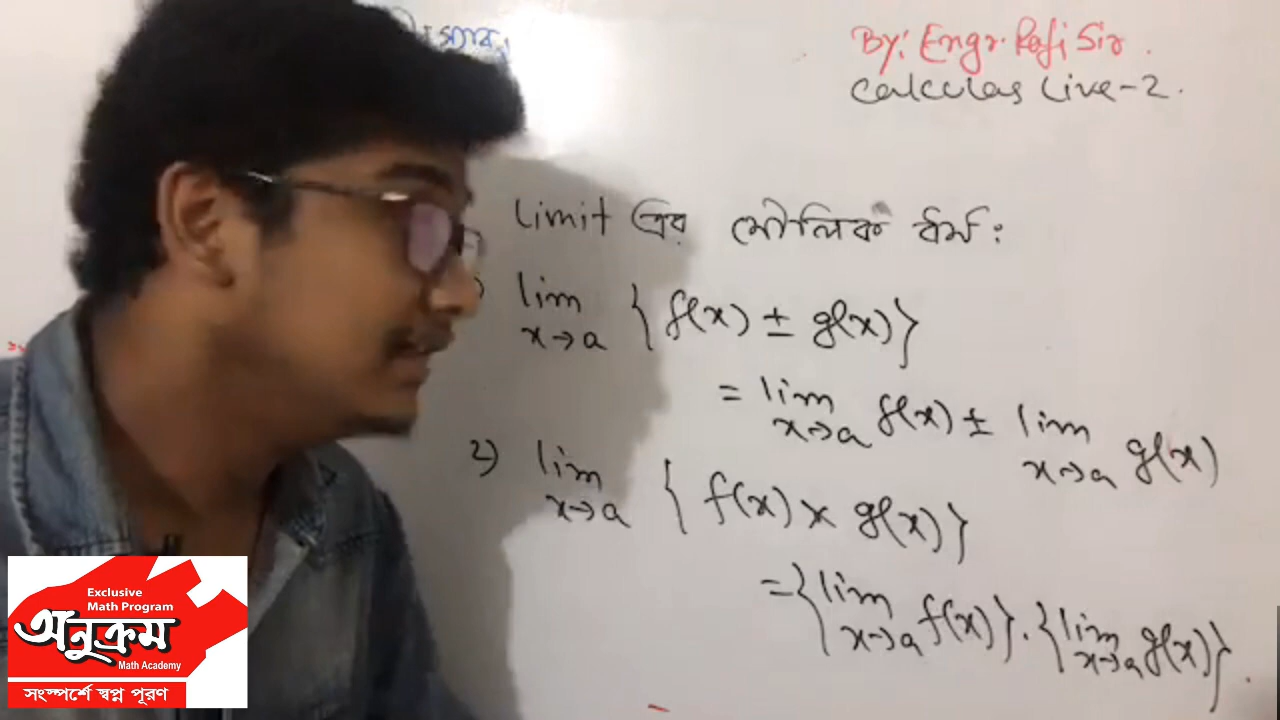 By: Engr. Rafi Sir.
Calculas Live-2.
Limit এর মৌলিক ধর্ম:
lim x→a { f(x) ± g(x) }
= lim x→a f(x) ± lim x→a g(x)
2) lim x→a { f(x) × g(x) }
= { lim x→a f(x) } . { lim x→a g(x) } .
Exclusive
Math Program
অনুক্রম
Math Academy
সংস্পর্শে স্বপ্ন পূরণ